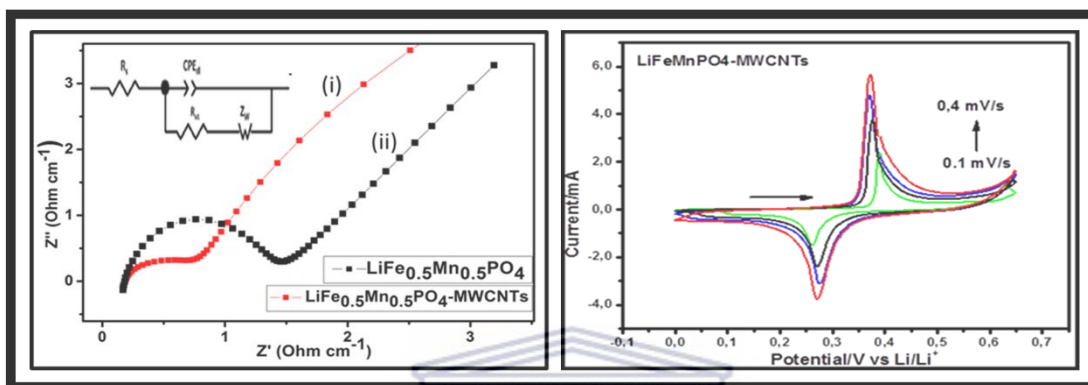 3
2
1
0
0
1
2
3
Z'' (Ohm cm⁻¹)
Z' (Ohm cm⁻¹)
Rs
CPEdl
Rct
Zw
(i)
(ii)
LiFe0.5Mn0.5PO4
LiFe0.5Mn0.5PO4-MWCNTs
LiFeMnPO4-MWCNTs
0,4 mV/s
0.1 mV/s
6,0
4,0
2,0
0,0
-2,0
-4,0
-0,1
0,0
0,1
0,2
0,3
0,4
0,5
0,6
0,7
Current/mA
Potential/V vs Li/Li⁺